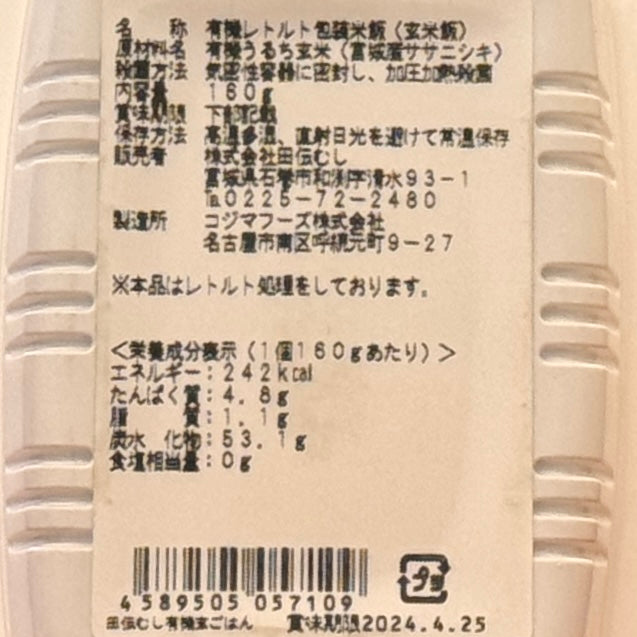 名　　称　有機レトルト包装米飯（玄米飯）
原材料名　有機うるち玄米（宮城産ササニシキ）
殺菌方法　気密性容器に密封し、加圧加熱殺菌
内容量　１６０ｇ
賞味期限　下部記載
保存方法　高温多湿、直射日光を避けて常温保存
販売者　株式会社田伝むし
宮城県石巻市和渕字清水９３－１
℡０２２５－７２－２４８０
製造所　コジマフーズ株式会社
名古屋市南区呼続元町９－２７
※本品はレトルト処理をしております。
＜栄養成分表示（１個１６０ｇあたり）＞
エネルギー：２４２kcal
たんぱく質：４．８ｇ
脂　　質：１．１ｇ
炭水 化物：５３．１ｇ
食塩相当量：０ｇ
4 589505 057109
田伝むし有機玄ごはん　賞味期限2024.4.25